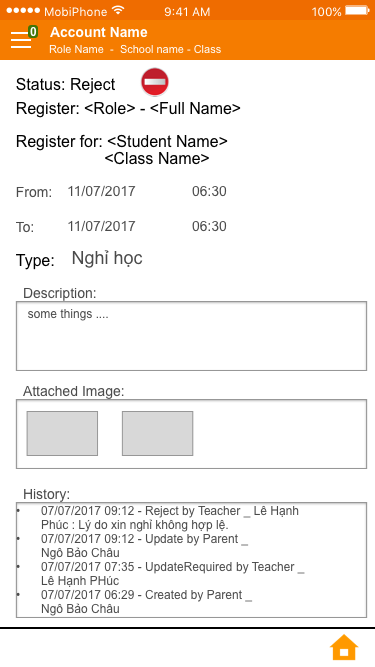 MobiPhone 9:41 AM 100%
0 Account Name
Role Name - School name - Class
Status: Reject
Register: <Role> - <Full Name>
Register for: <Student Name>
<Class Name>
From: 11/07/2017 06:30
To: 11/07/2017 06:30
Type: Nghỉ học
Description:
some things ....
Attached Image:
History:
• 07/07/2017 09:12 - Reject by Teacher _ Lê Hạnh
Phúc : Lý do xin nghỉ không hợp lệ.
• 07/07/2017 09:12 - Update by Parent _
Ngô Bảo Châu
• 07/07/2017 07:35 - UpdateRequired by Teacher _
Lê Hạnh PHúc
• 07/07/2017 06:29 - Created by Parent _
Ngô Bảo Châu